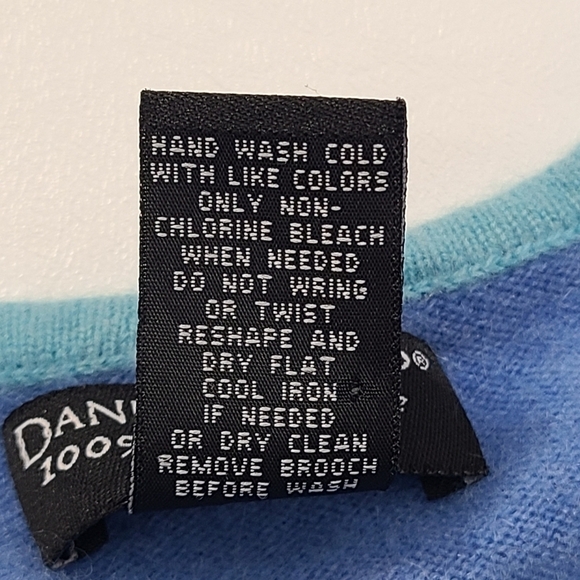 HAND WASH COLD
WITH LIKE COLORS
ONLY NON-
CHLORINE BLEACH
WHEN NEEDED
DO NOT WRING
OR TWIST
RESHAPE AND
DRY FLAT
COOL IRON
IF NEEDED
OR DRY CLEAN
REMOVE BROOCH
BEFORE WASH